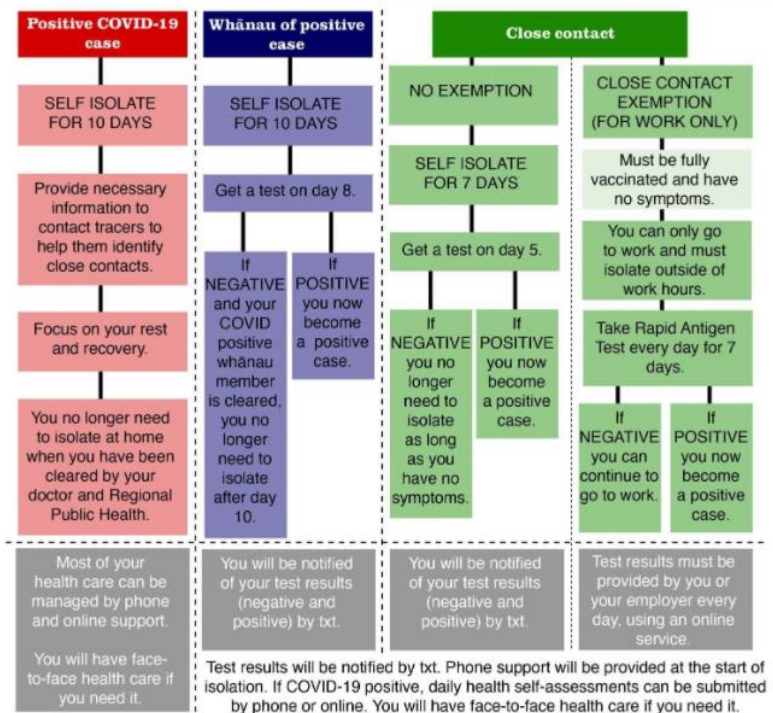 Positive COVID-19
case
SELF ISOLATE
FOR 10 DAYS
Provide necessary
information to
contact tracers to
help them identify
close contacts.
Focus on your rest
and recovery.
You no longer need
to isolate at home
when you have been
cleared by your
doctor and Regional
Public Health.
Most of your
health care can be
managed by phone
and online support.
You will have face-
to-face health care if
you need it.
Whānau of positive
case
SELF ISOLATE
FOR 10 DAYS
Get a test on day 8.
If
NEGATIVE
and your
COVID
positive
whānau
member
is cleared,
you no
longer
need to
isolate
after day
10.
If
POSITIVE
you now
become
a positive
case.
You will be notified
of your test results
(negative and
positive) by txt.
Close contact
NO EXEMPTION
SELF ISOLATE
FOR 7 DAYS
Get a test on day 5.
If
NEGATIVE
you no
longer
need to
isolate
as long
as you
have no
symptoms.
If
POSITIVE
you now
become
a positive
case.
You will be notified
of your test results
(negative and
positive) by txt.
CLOSE CONTACT
EXEMPTION
(FOR WORK ONLY)
Must be fully
vaccinated and have
no symptoms.
You can only go
to work and must
isolate outside of
work hours.
Take Rapid Antigen
Test every day for 7
days.
If
NEGATIVE
you can
continue to
go to work.
If
POSITIVE
you now
become
a positive
case.
Test results must be
provided by you or
your employer every
day, using an online
service.
Test results will be notified by txt. Phone support will be provided at the start of
isolation. If COVID-19 positive, daily health self-assessments can be submitted
by phone or online. You will have face-to-face health care if you need it.